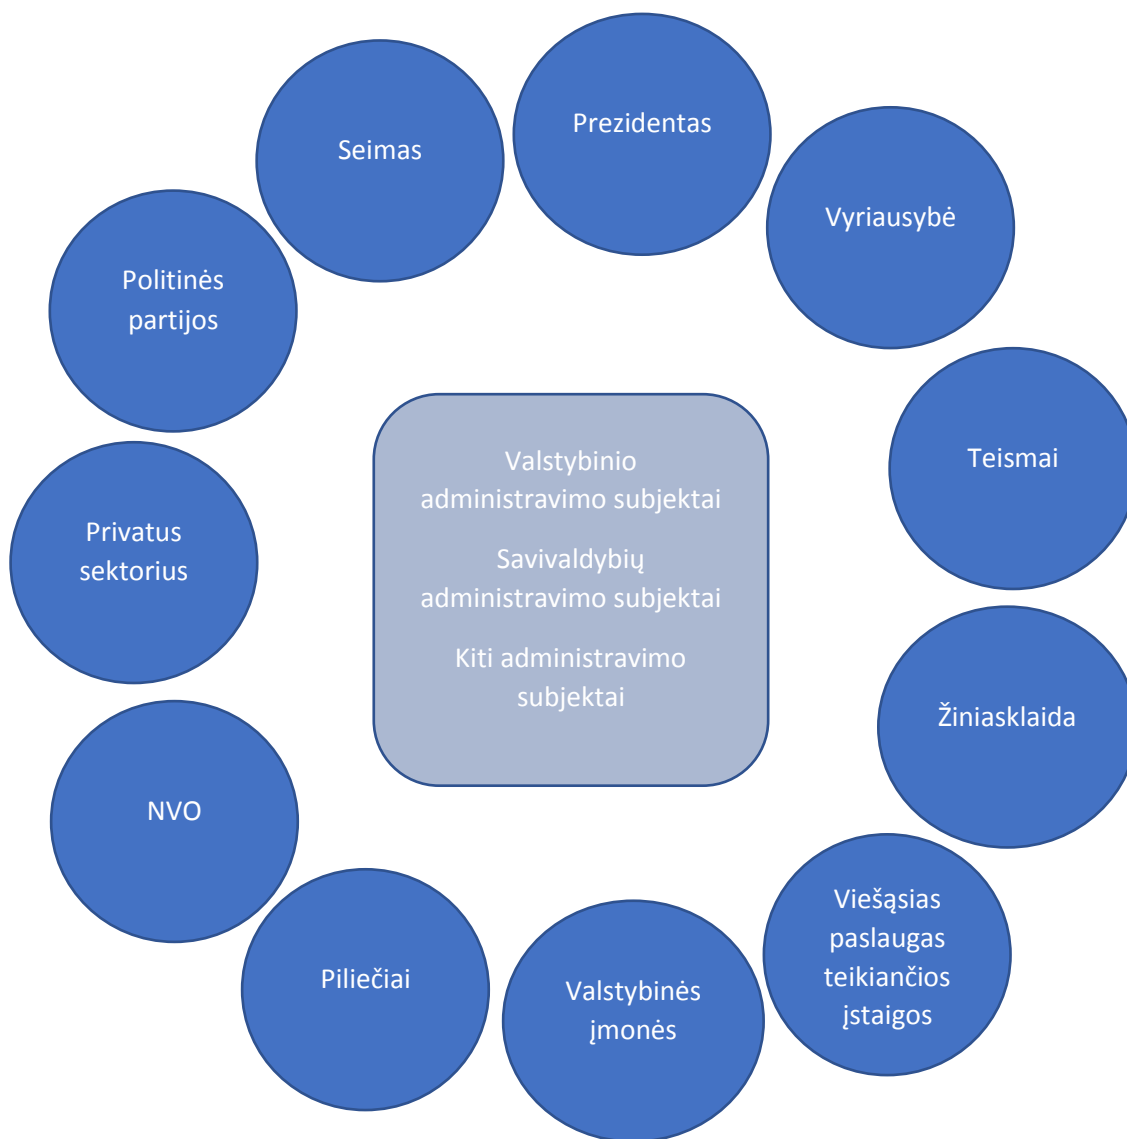 Prezidentas
Seimas
Vyriausybė
Politinės
partijos
Teismai
Valstybinio
administravimo subjektai
Savivaldybių
administravimo subjektai
Kiti administravimo
subjektai
Privatus
sektorius
Žiniasklaida
NVO
Viešąsias
paslaugas
teikiančios
įstaigos
Piliečiai
Valstybinės
įmonės